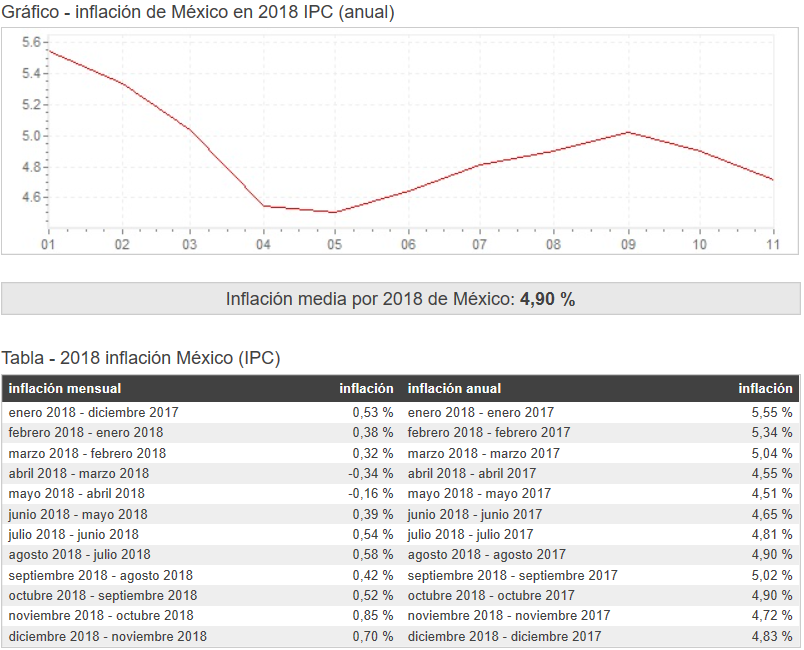 Gráfico - inflación de México en 2018 IPC (anual)
5.6
5.4
5.2
5.0
4.8
4.6
01 02 03 04 05 06 07 08 09 10 11
Inflación media por 2018 de México: 4,90 %
Tabla - 2018 inflación México (IPC)
inflación mensual inflación inflación anual inflación
enero 2018 - diciembre 2017 0,53 % enero 2018 - enero 2017 5,55 %
febrero 2018 - enero 2018 0,38 % febrero 2018 - febrero 2017 5,34 %
marzo 2018 - febrero 2018 0,32 % marzo 2018 - marzo 2017 5,04 %
abril 2018 - marzo 2018 -0,34 % abril 2018 - abril 2017 4,55 %
mayo 2018 - abril 2018 -0,16 % mayo 2018 - mayo 2017 4,51 %
junio 2018 - mayo 2018 0,39 % junio 2018 - junio 2017 4,65 %
julio 2018 - junio 2018 0,54 % julio 2018 - julio 2017 4,81 %
agosto 2018 - julio 2018 0,58 % agosto 2018 - agosto 2017 4,90 %
septiembre 2018 - agosto 2018 0,42 % septiembre 2018 - septiembre 2017 5,02 %
octubre 2018 - septiembre 2018 0,52 % octubre 2018 - octubre 2017 4,90 %
noviembre 2018 - octubre 2018 0,85 % noviembre 2018 - noviembre 2017 4,72 %
diciembre 2018 - noviembre 2018 0,70 % diciembre 2018 - diciembre 2017 4,83 %